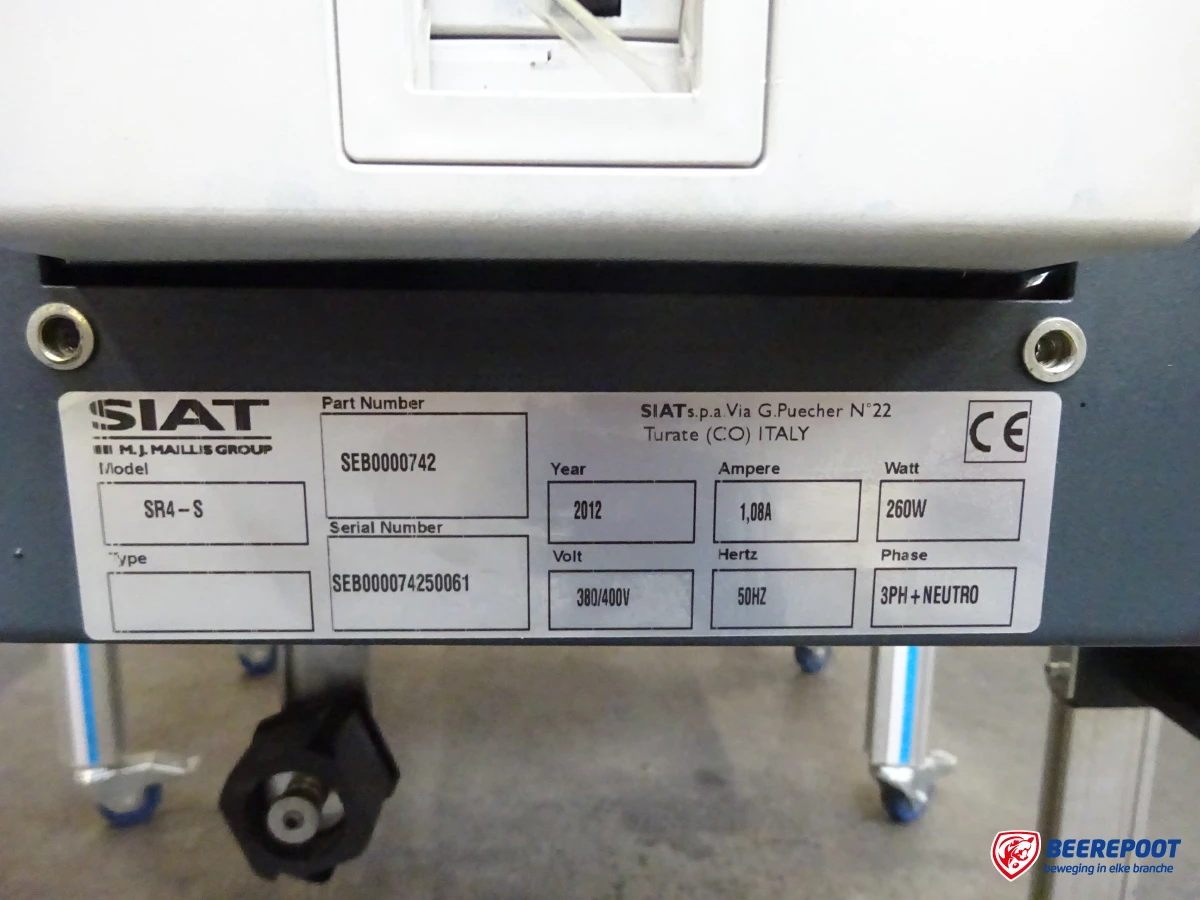 SIAT
M.J. MAILLIS GROUP
Model
SR4-S
Type
Part Number
SEB0000742
Serial Number
SEB000074250061
SIAT s.p.a. Via G.Puecher N°22
Turate (CO) ITALY
CE
Year
2012
Ampere
1,08A
Watt
260W
Volt
380/400V
Hertz
50HZ
Phase
3PH+NEUTRO
BEEREPOOT
beweging in elke branche